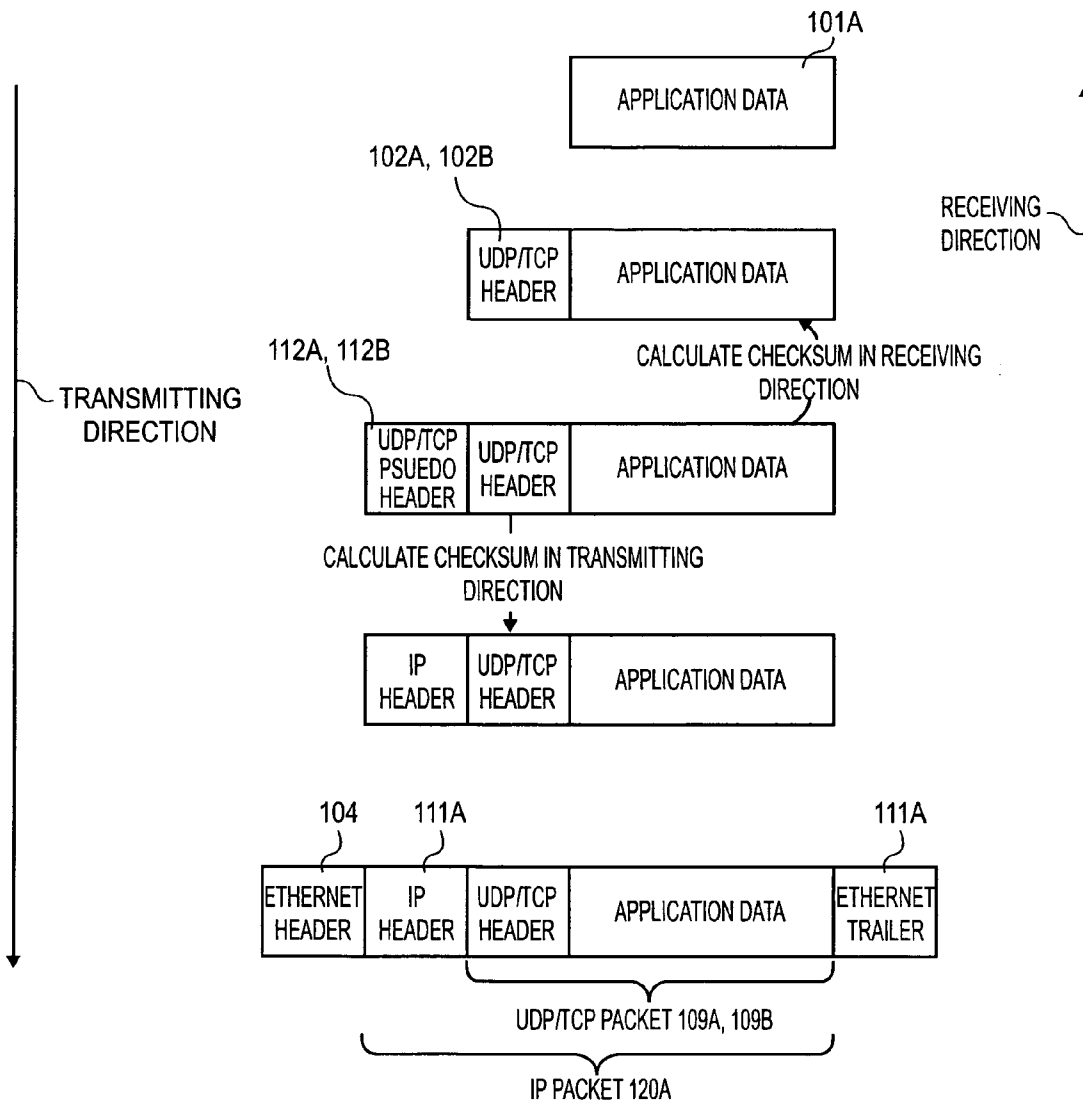 101A
APPLICATION DATA
102A, 102B
RECEIVING
DIRECTION
UDP/TCP
HEADER
APPLICATION DATA
112A, 112B
CALCULATE CHECKSUM IN RECEIVING
DIRECTION
TRANSMITTING
DIRECTION
UDP/TCP
PSUEDO
HEADER
UDP/TCP
HEADER
APPLICATION DATA
CALCULATE CHECKSUM IN TRANSMITTING
DIRECTION
IP
HEADER
UDP/TCP
HEADER
APPLICATION DATA
104
111A
111A
ETHERNET
HEADER
IP
HEADER
UDP/TCP
HEADER
APPLICATION DATA
ETHERNET
TRAILER
UDP/TCP PACKET 109A, 109B
IP PACKET 120A